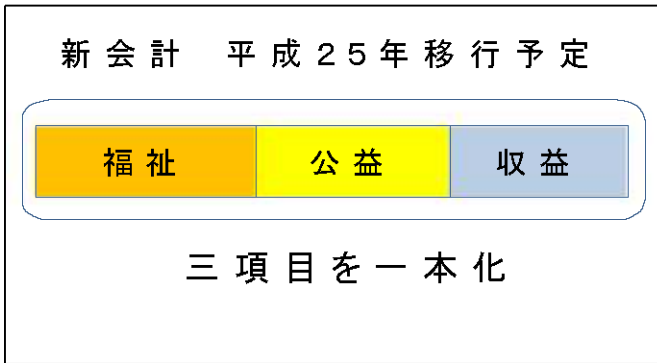 新会計　平成２５年移行予定
福祉　公益　収益
三項目を一本化